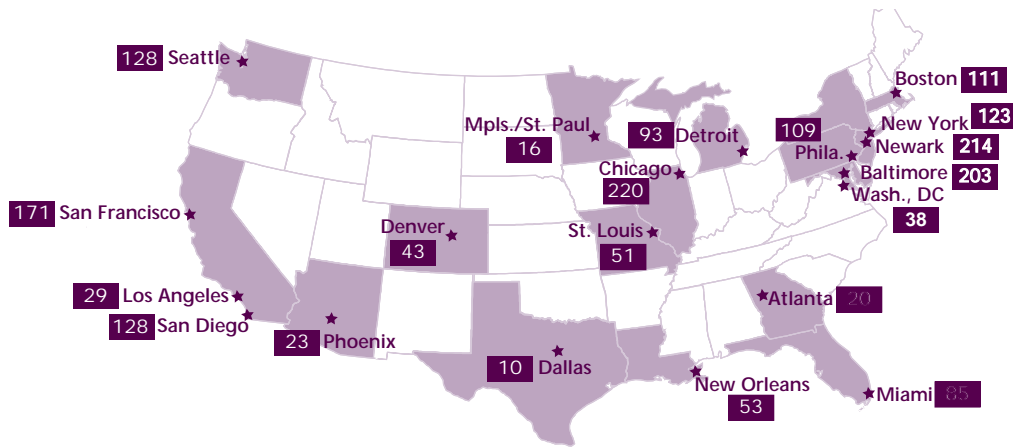 128 Seattle
Boston 111
Mpls./St. Paul
16
93 Detroit
109
Phila.
New York 123
Newark 214
Baltimore 203
Wash., DC
38
Chicago
220
171 San Francisco
Denver
43
St. Louis
51
29 Los Angeles
128 San Diego
23 Phoenix
Atlanta 20
10 Dallas
New Orleans
53
Miami 85